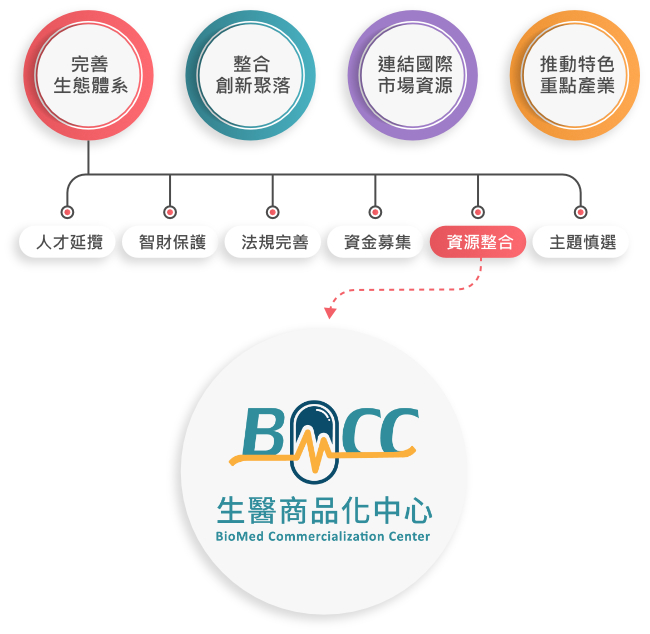 完善
生態體系
整合
創新聚落
連結國際
市場資源
推動特色
重點產業
人才延攬
智財保護
法規完善
資金募集
資源整合
主題慎選
BMCC
生醫商品化中心
BioMed Commercialization Center